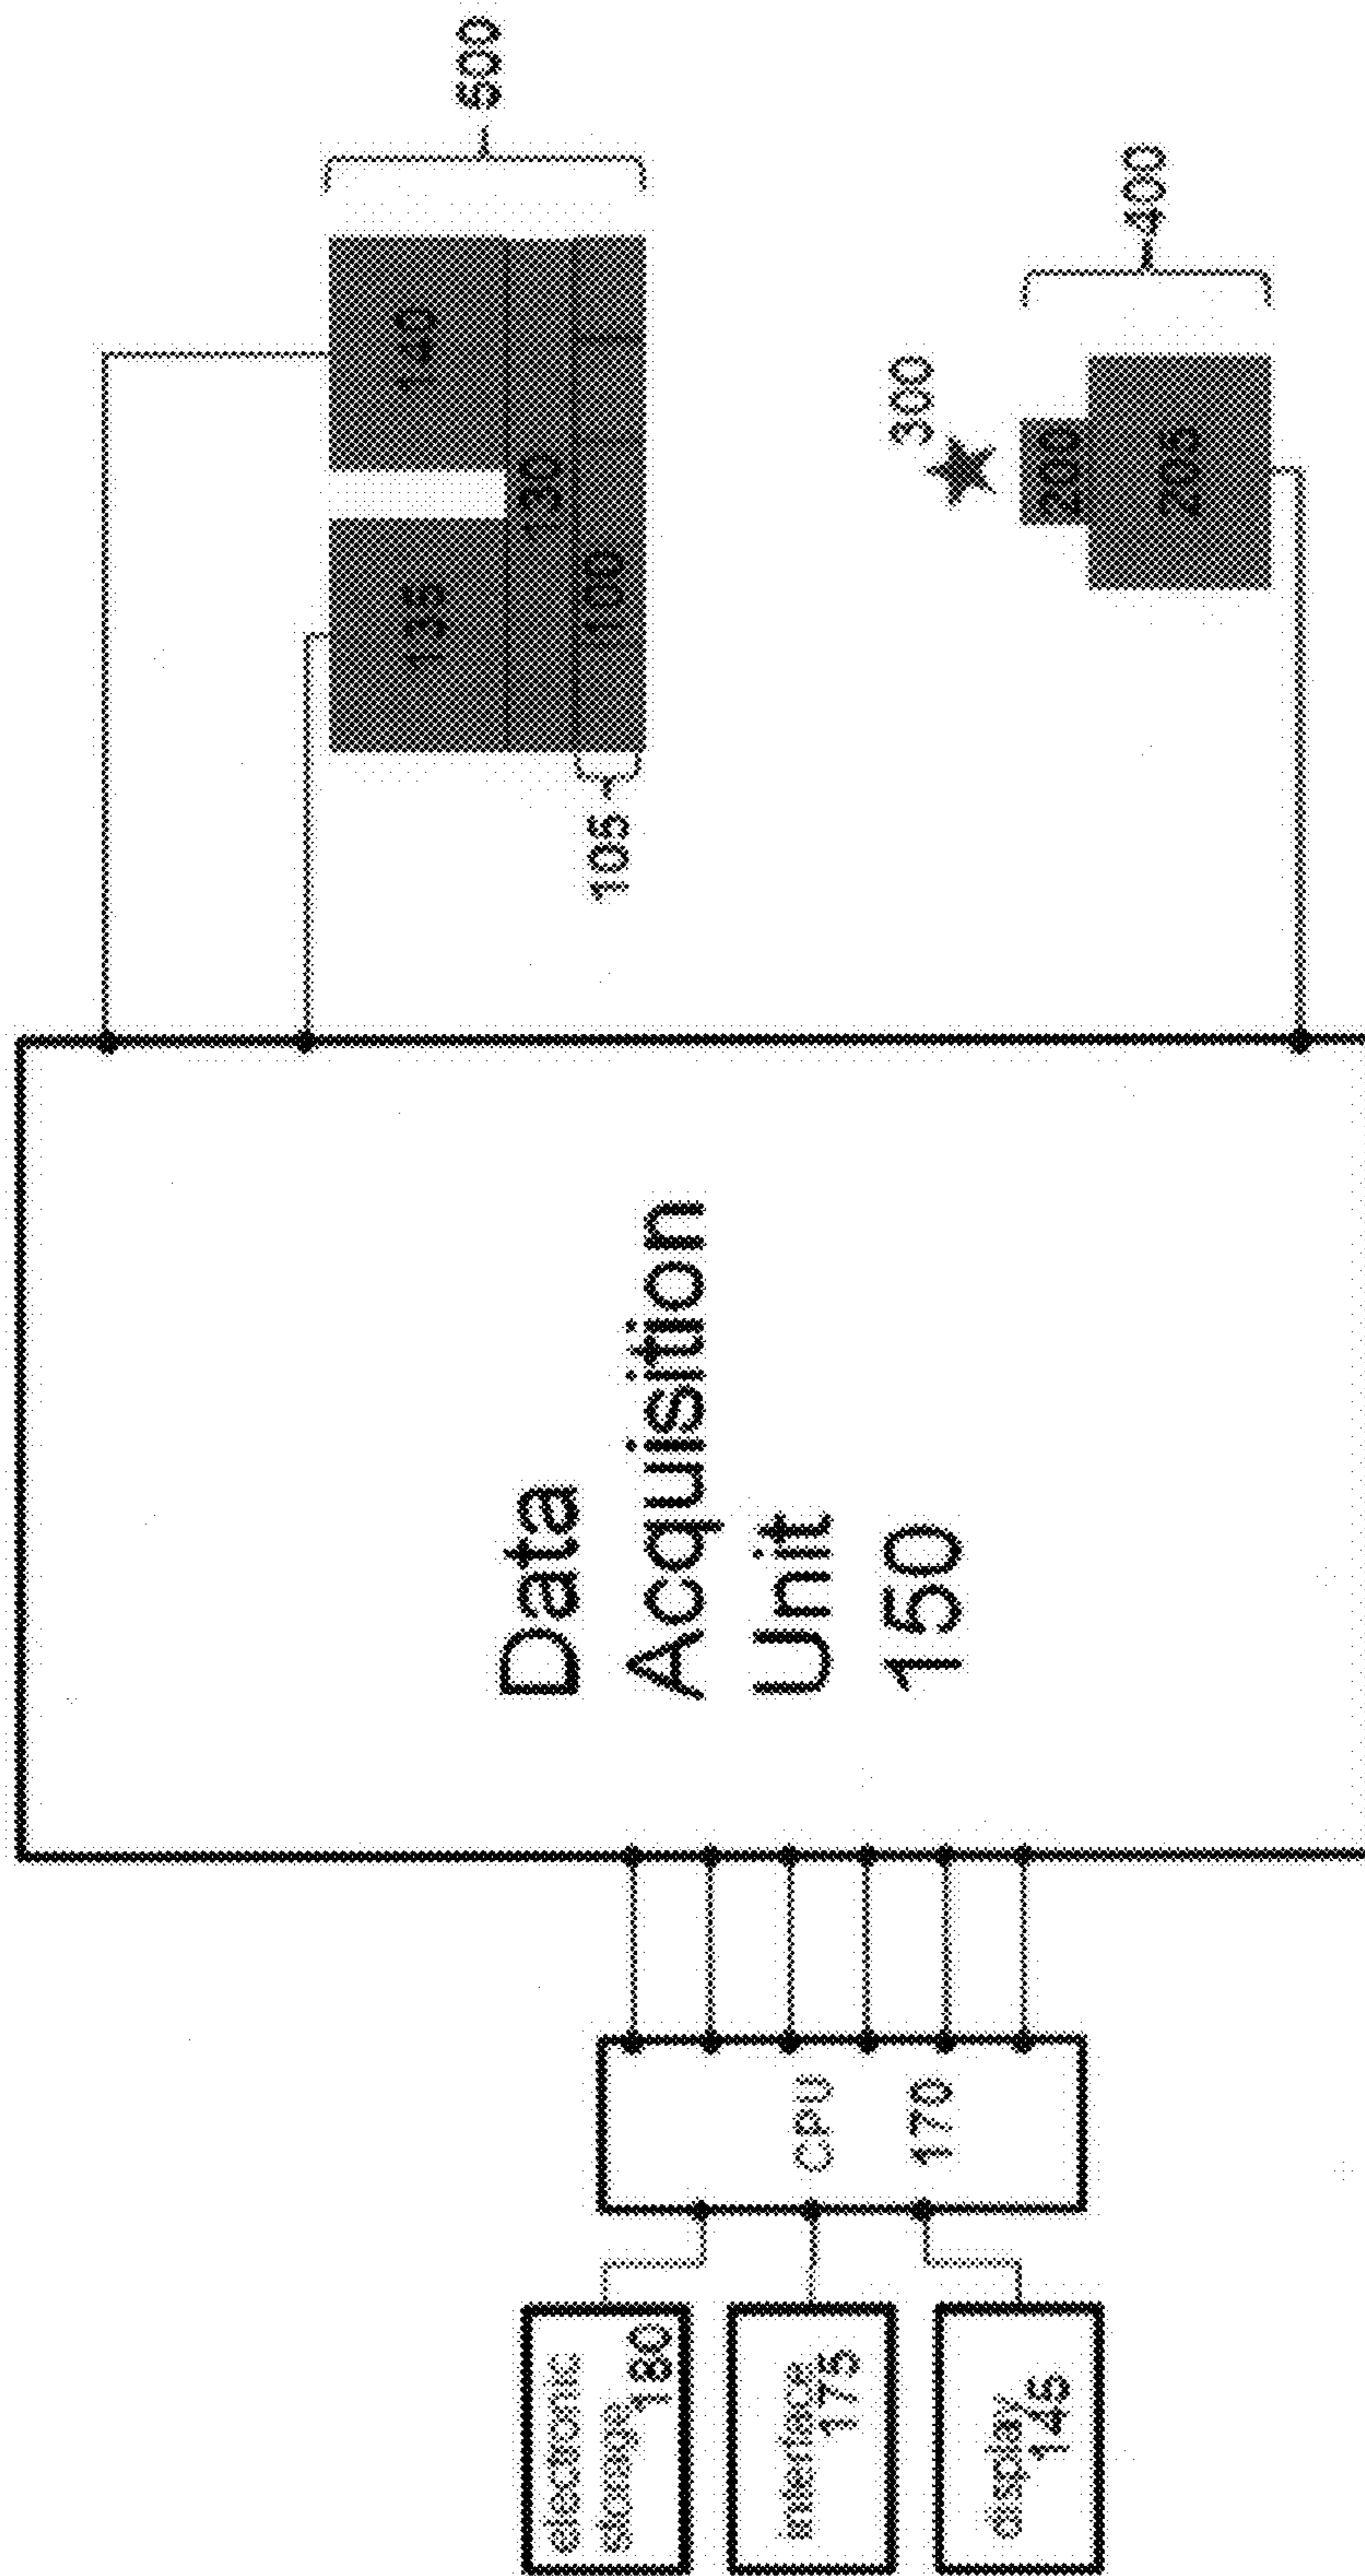 electronic
storage
180
interface
175
display
145
CPU
170
Data
Acquisition
Unit
150
135
140
130
100
105
500
300
200
205
400